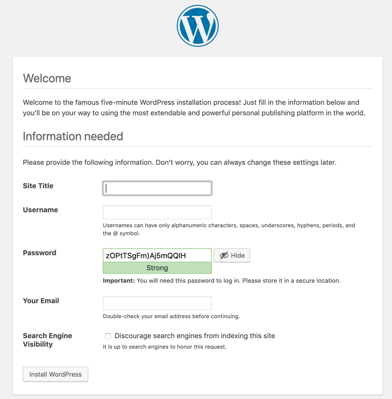 Welcome
Welcome to the famous five-minute WordPress installation process! Just fill in the information below and
you'll be on your way to using the most extendable and powerful personal publishing platform in the world.
Information needed
Please provide the following information. Don't worry, you can always change these settings later.
Site Title
Username
Usernames can have only alphanumeric characters, spaces, underscores, hyphens, periods, and
the @ symbol.
Password
zOPtTSgFm)Aj5mQQlH
Hide
Strong
Important: You will need this password to log in. Please store it in a secure location.
Your Email
Double-check your email address before continuing.
Search Engine
Visibility
Discourage search engines from indexing this site
It is up to search engines to honor this request.
Install WordPress